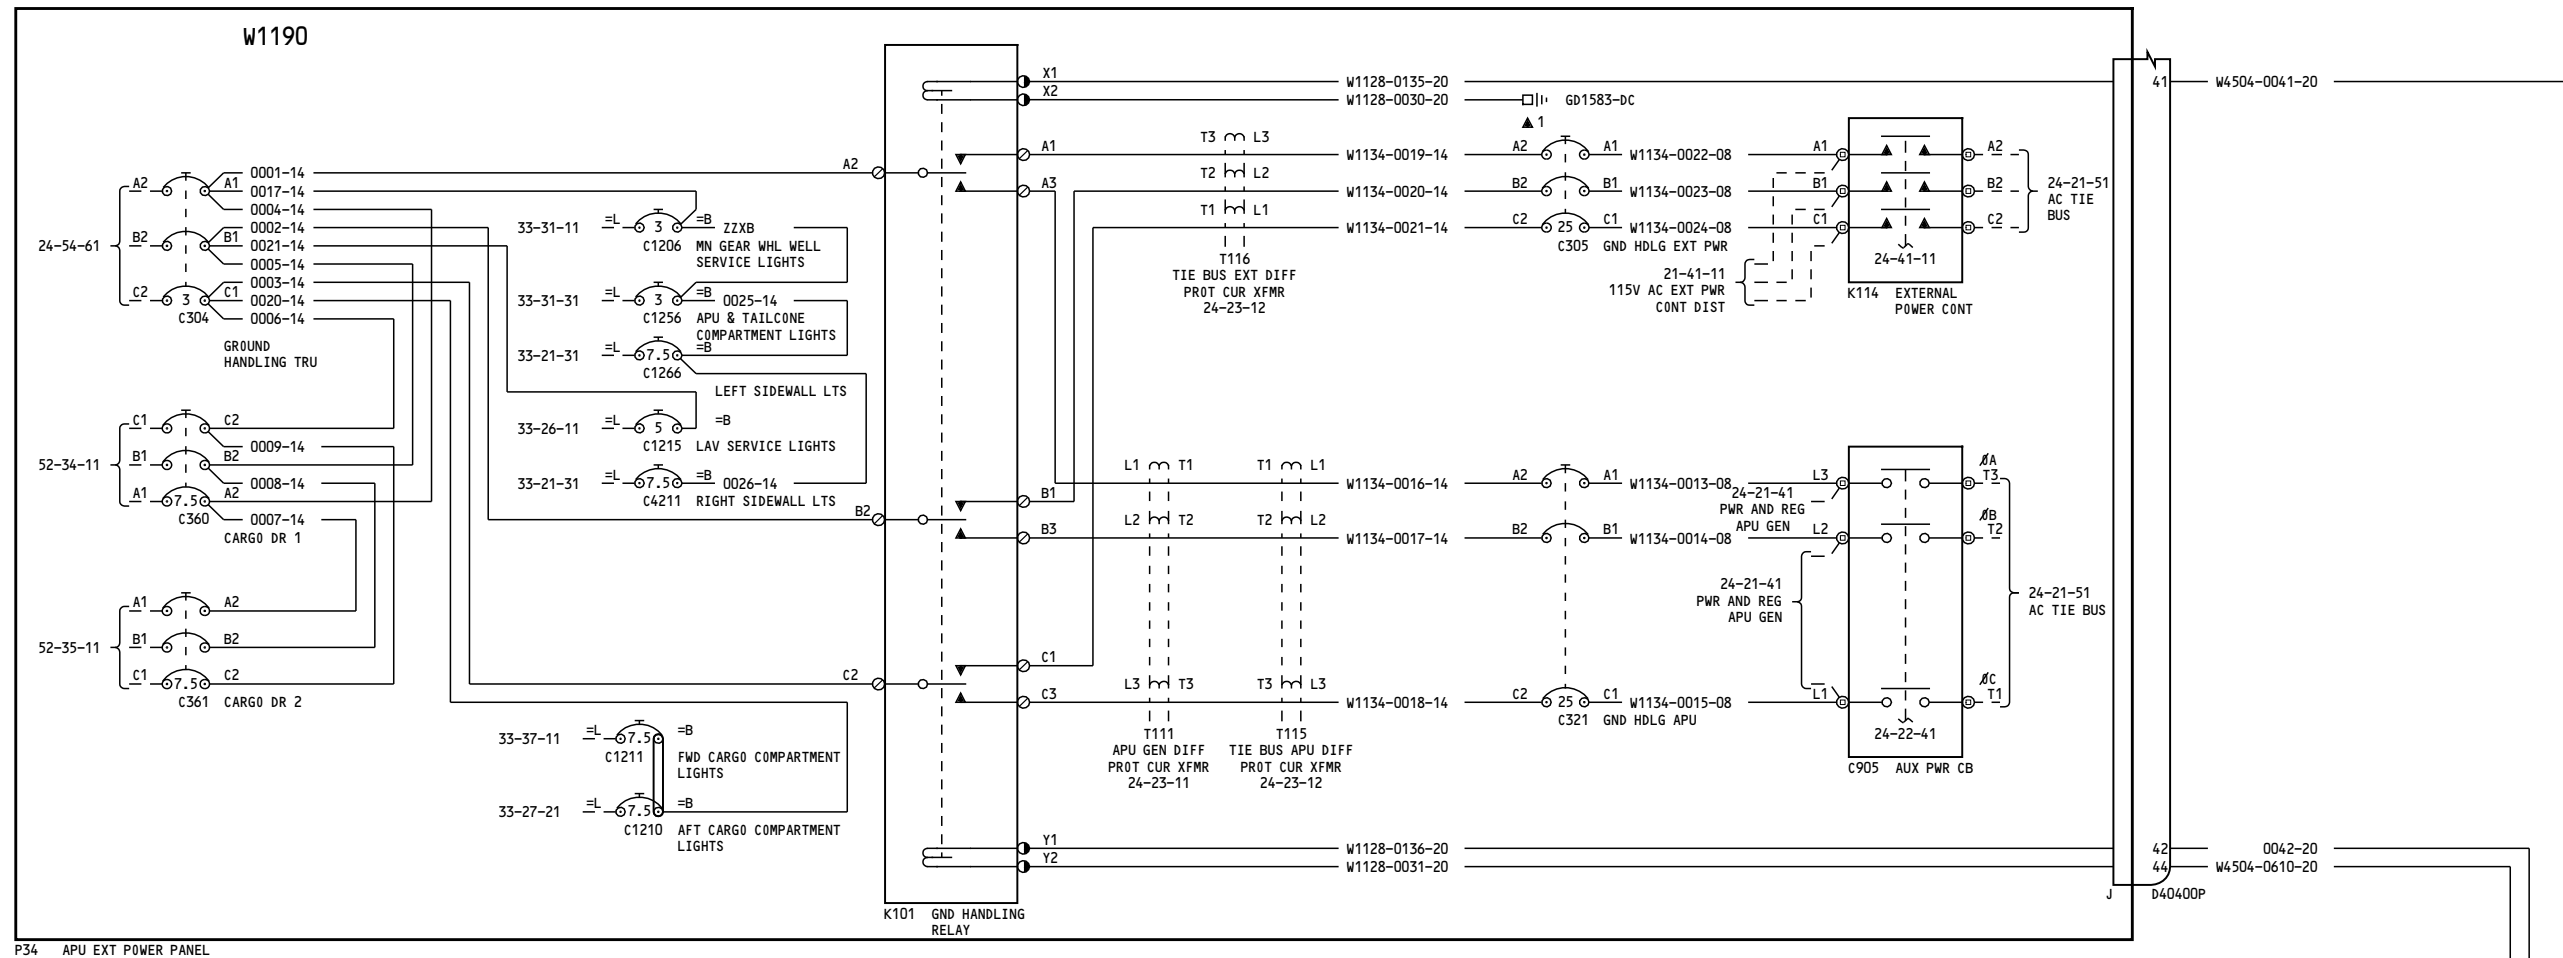 W1190
24-54-61
A2
B2
C2
3
C304
A1
B1
C1
0001-14
0017-14
0004-14
0002-14
0021-14
0005-14
0003-14
0020-14
0006-14
GROUND
HANDLING TRU
52-34-11
C1
B1
A1
7.5
C360
C2
B2
A2
0009-14
0008-14
0007-14
CARGO DR 1
52-35-11
A1
B1
C1
7.5
C361
A2
B2
C2
CARGO DR 2
33-31-11
=L
3
=B
ZZXB
C1206
MN GEAR WHL WELL
SERVICE LIGHTS
33-31-31
=L
3
=B
0025-14
C1256
APU & TAILCONE
COMPARTMENT LIGHTS
33-21-31
=L
7.5
=B
C1266
LEFT SIDEWALL LTS
33-26-11
=L
5
=B
C1215
LAV SERVICE LIGHTS
33-21-31
=L
7.5
=B
0026-14
C4211
RIGHT SIDEWALL LTS
33-37-11
=L
7.5
=B
C1211
FWD CARGO COMPARTMENT
LIGHTS
33-27-21
=L
7.5
=B
C1210
AFT CARGO COMPARTMENT
LIGHTS
A2
B2
C2
K101
GND HANDLING
RELAY
X1
X2
A1
A3
B1
B3
C1
C3
Y1
Y2
W1128-0135-20
W1128-0030-20
GD1583-DC
1
T3
L3
T2
L2
T1
L1
T116
TIE BUS EXT DIFF
PROT CUR XFMR
24-23-12
W1134-0019-14
W1134-0020-14
W1134-0021-14
A2
B2
C2
25
C305
A1
B1
C1
GND HDLG EXT PWR
W1134-0022-08
W1134-0023-08
W1134-0024-08
21-41-11
115V AC EXT PWR
CONT DIST
A1
B1
C1
24-41-11
K114
EXTERNAL
POWER CONT
A2
B2
C2
24-21-51
AC TIE
BUS
L1
T1
L2
T2
L3
T3
T111
APU GEN DIFF
PROT CUR XFMR
24-23-11
T1
L1
T2
L2
T3
L3
T115
TIE BUS APU DIFF
PROT CUR XFMR
24-23-12
W1134-0016-14
W1134-0017-14
W1134-0018-14
A2
B2
C2
25
C321
A1
B1
C1
GND HDLG APU
W1134-0013-08
W1134-0014-08
W1134-0015-08
24-21-41
PWR AND REG
APU GEN
24-21-41
PWR AND REG
APU GEN
L3
L2
L1
24-22-41
C905
AUX PWR CB
ØA
T3
ØB
T2
ØC
T1
24-21-51
AC TIE BUS
W1128-0136-20
W1128-0031-20
41
42
44
J
D40400P
W4504-0041-20
0042-20
W4504-0610-20
P34
APU EXT POWER PANEL